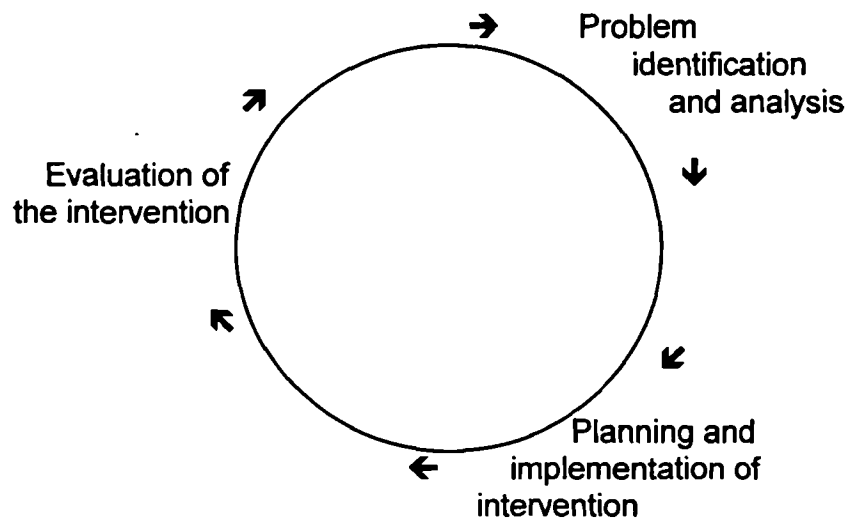 Problem
identification
and analysis
Planning and
implementation of
intervention
Evaluation of
the intervention